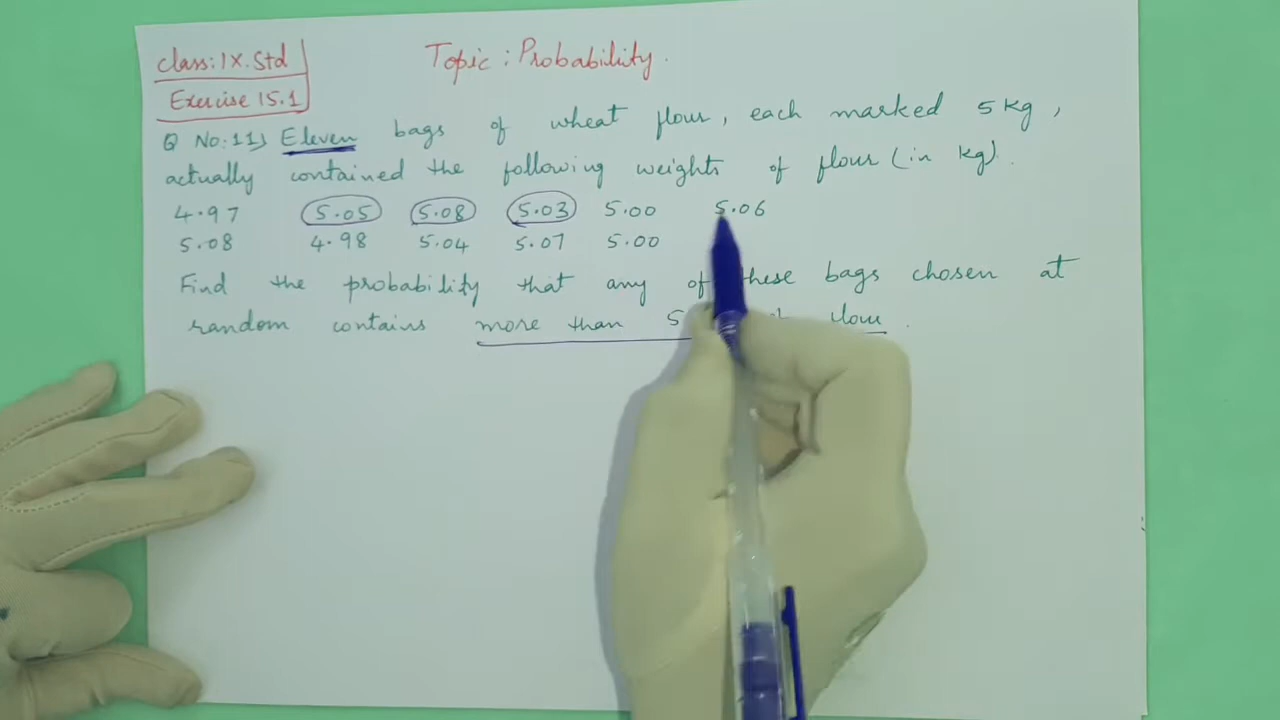 class: IX. Std
Topic : Probability.
Exercise 15.1
Q No: 11) Eleven bags of wheat flour, each marked 5 kg,
actually contained the following weights of flour (in kg).
4.97 5.05 5.08 5.03 5.00 5.06
5.08 4.98 5.04 5.07 5.00
Find the probability that any of these bags chosen at
random contains more than 5 flour.